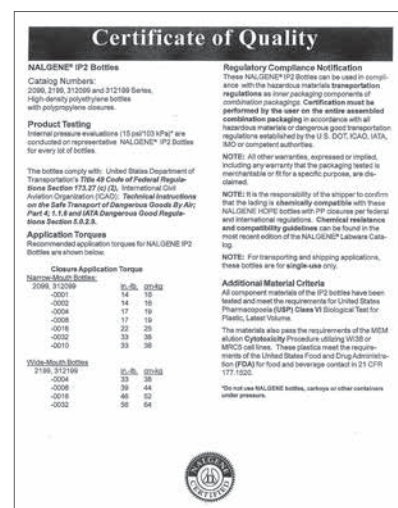 Certificate of Quality
NALGENE® IP2 Bottles
Catalog Numbers:
2099, 2199, 312099 and 312199 Series,
High-density polyethylene bottles
with polypropylene closures.
Product Testing
Internal pressure evaluations (15 psi/103 kPa)* are
conducted on representative NALGENE® IP2 Bottles
for every lot of bottles.
The bottles comply with: United States Department of
Transportation's Title 49 Code of Federal Regula-
tions Section 173.27 (c) (2), International Civil
Aviation Organization (ICAO); Technical Instructions
on the Safe Transport of Dangerous Goods By Air;
Part 4; 1.1.6 and IATA Dangerous Good Regula-
tions Section 5.0.2.9.
Application Torques
Recommended application torques for NALGENE IP2
Bottles are shown below.
Closure Application Torque
Narrow-Mouth Bottles:
2099, 312099 in.-lb. cm-kg
-0001 14 16
-0002 14 16
-0004 17 19
-0008 17 19
-0016 22 25
-0032 33 38
-0010 33 38
Wide-Mouth Bottles
2199, 312199 in.-lb. cm-kg
-0004 33 38
-0008 39 44
-0016 46 52
-0032 56 64
Regulatory Compliance Notification
These NALGENE® IP2 Bottles can be used in compli-
ance with the hazardous materials transportation
regulations as inner packaging components of
combination packagings. Certification must be
performed by the user on the entire assembled
combination packaging in accordance with all
hazardous materials or dangerous good transportation
regulations established by the U.S. DOT, ICAO, IATA,
IMO or competent authorities.
NOTE: All other warranties, expressed or implied,
including any warranty that the packaging tested is
merchantable or fit for a specific purpose, are dis-
claimed.
NOTE: It is the responsibility of the shipper to confirm
that the lading is chemically compatible with these
NALGENE HDPE bottles with PP closures per federal
and international regulations. Chemical resistance
and compatibility guidelines can be found in the
most recent edition of the NALGENE® Labware Cata-
log.
NOTE: For transporting and shipping applications,
these bottles are for single-use only.
Additional Material Criteria
All component materials of the IP2 bottles have been
tested and meet the requirements for United States
Pharmacopoeia (USP) Class VI Biological Test for
Plastic, Latest Volume.
The materials also pass the requirements of the MEM
elution Cytotoxicity Procedure utilizing WI38 or
MRC5 cell lines. These plastics meet the require-
ments of the United States Food and Drug Administra-
tion (FDA) for food and beverage contact in 21 CFR
177.1520.
*Do not use NALGENE bottles, carboys or other containers
under pressure.
NALGENE
CERTIFIED